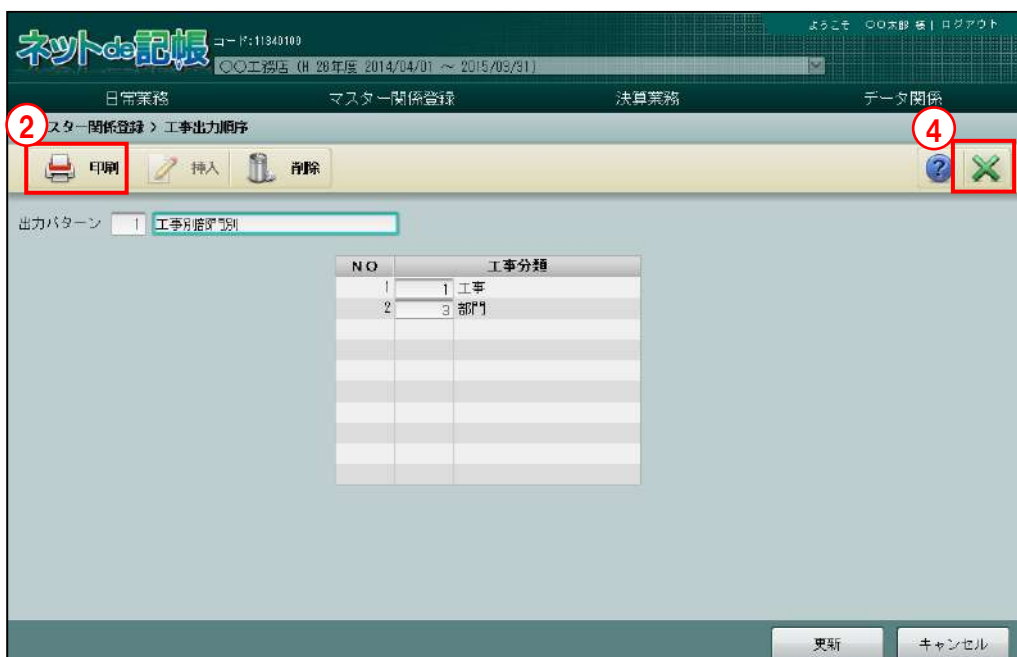 ようこそ 〇〇太郎 様 | ログアウト
ネットde記帳 コード:11340100
〇〇工務店 (H 26年度 2014/04/01 ～ 2015/03/31)
日常業務 マスター関係登録 決算業務 データ関係
② スター関係登録 > 工事出力順序 ④
印刷 挿入 削除 ?
出力パターン 1 工事別部門別
NO 工事分類
1 1 工事
2 3 部門
更新 キャンセル